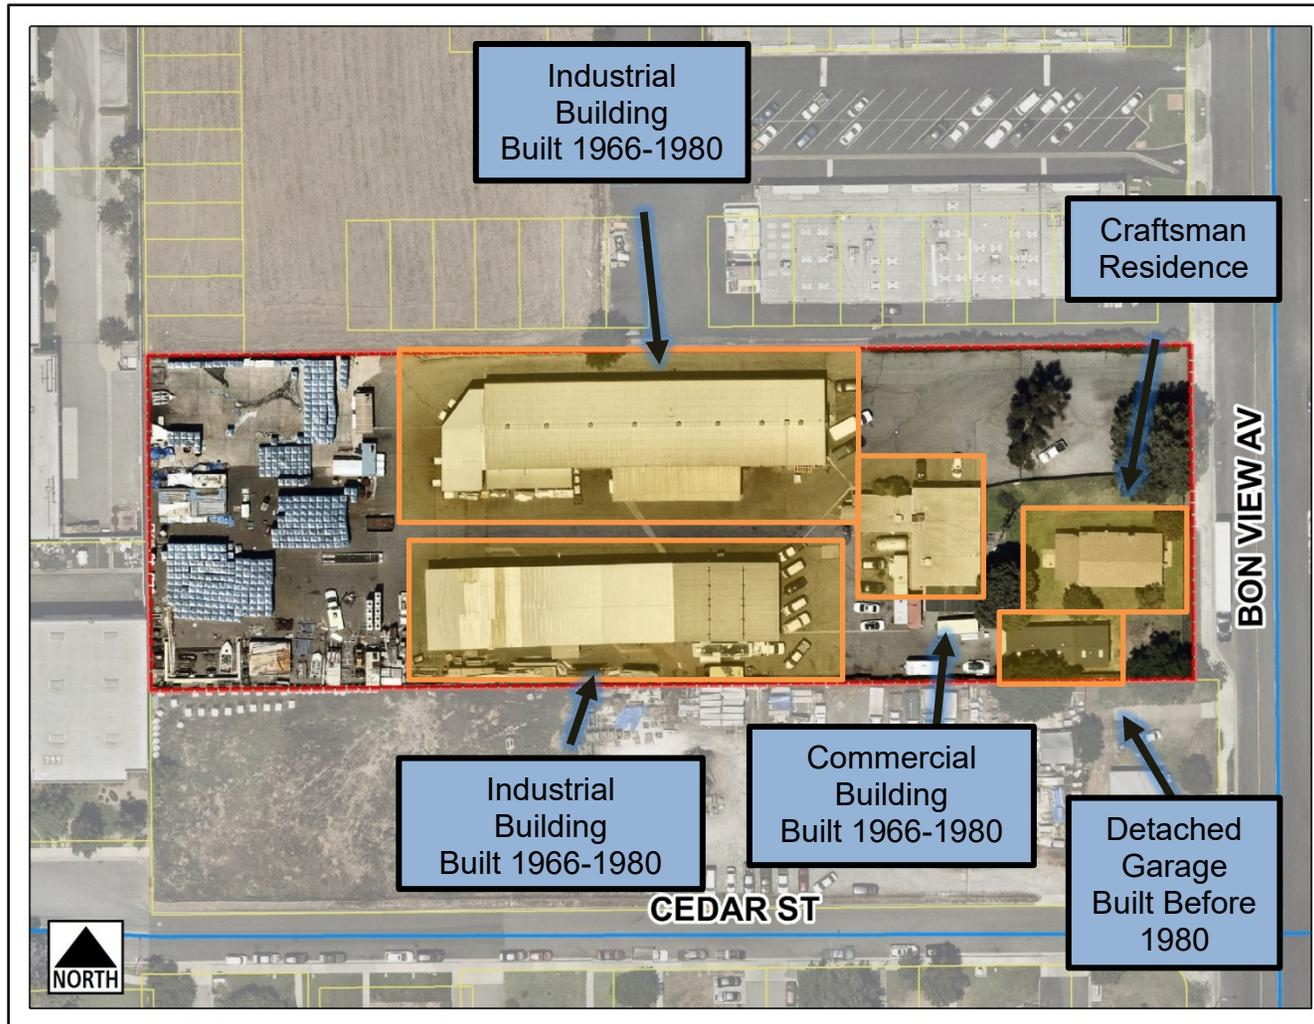 Industrial
Building
Built 1966-1980
Craftsman
Residence
BON VIEW AV
Industrial
Building
Built 1966-1980
Commercial
Building
Built 1966-1980
Detached
Garage
Built Before
1980
CEDAR ST
NORTH